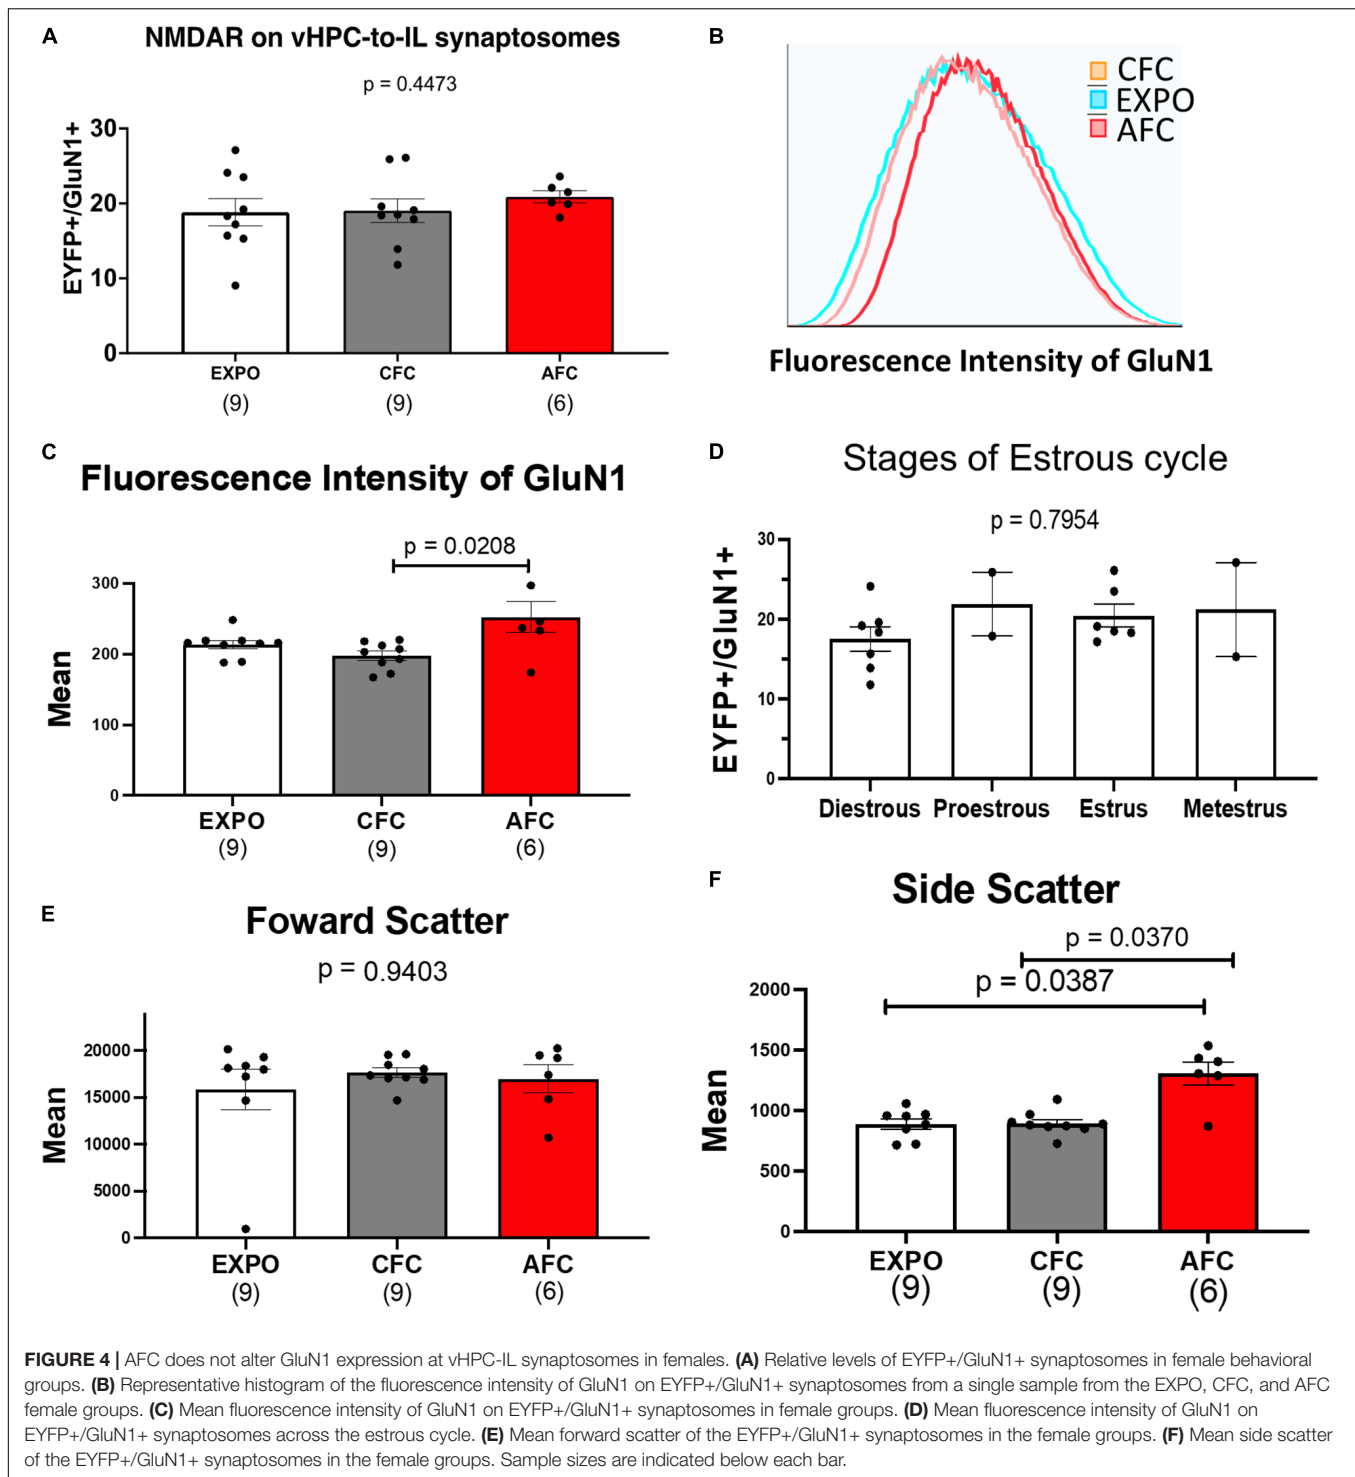 A
NMDAR on vHPC-to-IL synaptosomes
p = 0.4473
EYFP+/GluN1+
30
20
10
0
EXPO
CFC
AFC
(9)
(9)
(6)
B
CFC
EXPO
AFC
Fluorescence Intensity of GluN1
C
Fluorescence Intensity of GluN1
p = 0.0208
Mean
300
200
100
0
EXPO
CFC
AFC
(9)
(9)
(6)
D
Stages of Estrous cycle
p = 0.7954
EYFP+/GluN1+
30
20
10
0
Diestrous
Proestrous
Estrus
Metestrus
E
Foward Scatter
p = 0.9403
Mean
20000
15000
10000
5000
0
EXPO
CFC
AFC
(9)
(9)
(6)
F
Side Scatter
p = 0.0370
p = 0.0387
Mean
2000
1500
1000
500
0
EXPO
CFC
AFC
(9)
(9)
(6)
FIGURE 4 | AFC does not alter GluN1 expression at vHPC-IL synaptosomes in females. (A) Relative levels of EYFP+/GluN1+ synaptosomes in female behavioral
groups. (B) Representative histogram of the fluorescence intensity of GluN1 on EYFP+/GluN1+ synaptosomes from a single sample from the EXPO, CFC, and AFC
female groups. (C) Mean fluorescence intensity of GluN1 on EYFP+/GluN1+ synaptosomes in female groups. (D) Mean fluorescence intensity of GluN1 on
EYFP+/GluN1+ synaptosomes across the estrous cycle. (E) Mean forward scatter of the EYFP+/GluN1+ synaptosomes in the female groups. (F) Mean side scatter
of the EYFP+/GluN1+ synaptosomes in the female groups. Sample sizes are indicated below each bar.